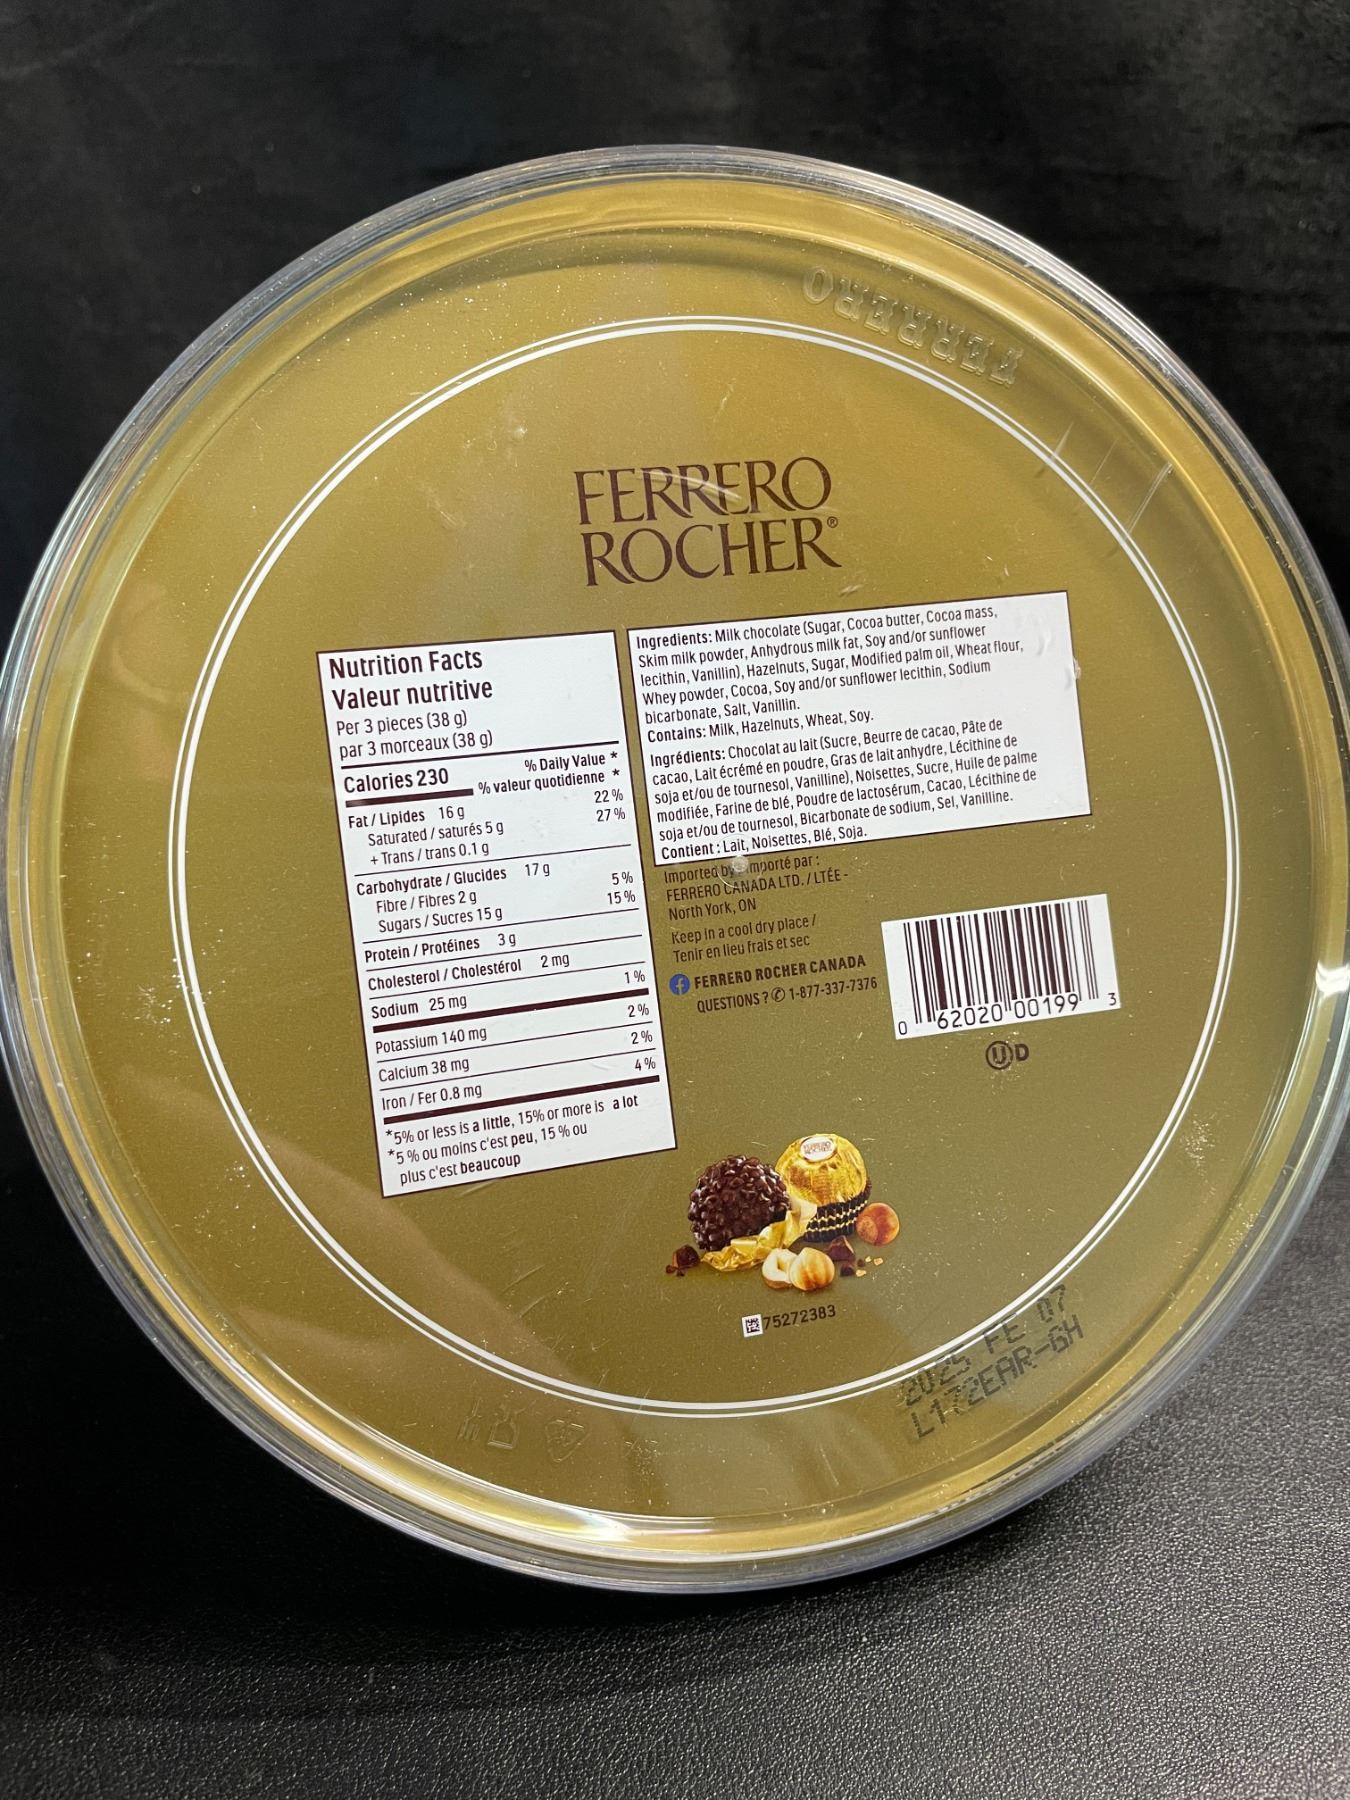 FERRERO
FERRERO
ROCHER®
Nutrition Facts
Valeur nutritive
Per 3 pieces (38 g)
par 3 morceaux (38 g)
Calories 230
% Daily Value *
% valeur quotidienne *
Fat / Lipides 16 g 22 %
Saturated / saturés 5 g 27 %
+ Trans / trans 0.1 g
Carbohydrate / Glucides 17 g
Fibre / Fibres 2 g 5 %
Sugars / Sucres 15 g 15 %
Protein / Protéines 3 g
Cholesterol / Cholestérol 2 mg
Sodium 25 mg 1 %
Potassium 140 mg 2 %
Calcium 38 mg 2 %
Iron / Fer 0.8 mg 4 %
*5% or less is a little, 15% or more is a lot
*5 % ou moins c'est peu, 15 % ou
plus c'est beaucoup
Ingredients: Milk chocolate (Sugar, Cocoa butter, Cocoa mass,
Skim milk powder, Anhydrous milk fat, Soy and/or sunflower
lecithin, Vanillin), Hazelnuts, Sugar, Modified palm oil, Wheat flour,
Whey powder, Cocoa, Soy and/or sunflower lecithin, Sodium
bicarbonate, Salt, Vanillin.
Contains: Milk, Hazelnuts, Wheat, Soy.
Ingrédients: Chocolat au lait (Sucre, Beurre de cacao, Pâte de
cacao, Lait écrémé en poudre, Gras de lait anhydre, Lécithine de
soja et/ou de tournesol, Vanilline), Noisettes, Sucre, Huile de palme
modifiée, Farine de blé, Poudre de lactosérum, Cacao, Lécithine de
soja et/ou de tournesol, Bicarbonate de sodium, Sel, Vanilline.
Contient : Lait, Noisettes, Blé, Soja.
Imported by / Importé par :
FERRERO CANADA LTD. / LTÉE -
North York, ON
Keep in a cool dry place /
Tenir en lieu frais et sec
FERRERO ROCHER CANADA
QUESTIONS ? 1-877-337-7376
0 62020 00199 3
UD
FERRERO
ROCHER
75272383
2025 FE 07
L172EAR-GH